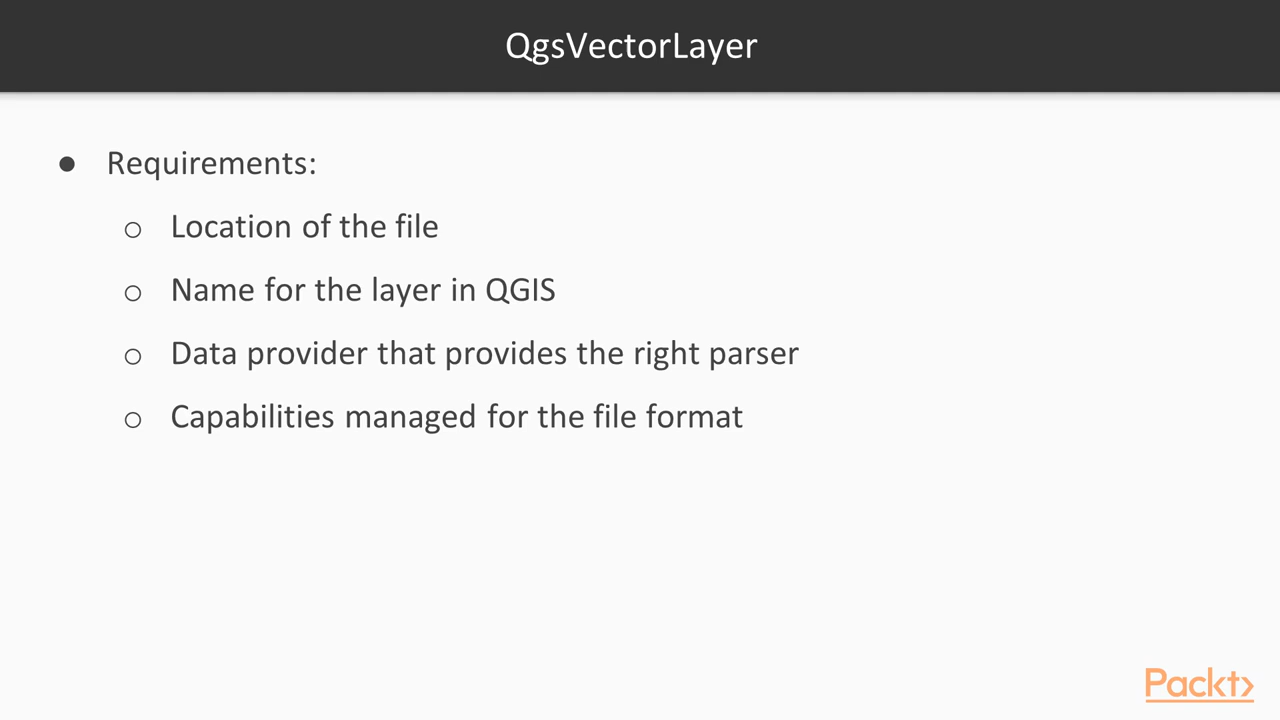 QgsVectorLayer
● Requirements:
○ Location of the file
○ Name for the layer in QGIS
○ Data provider that provides the right parser
○ Capabilities managed for the file format
Packt>